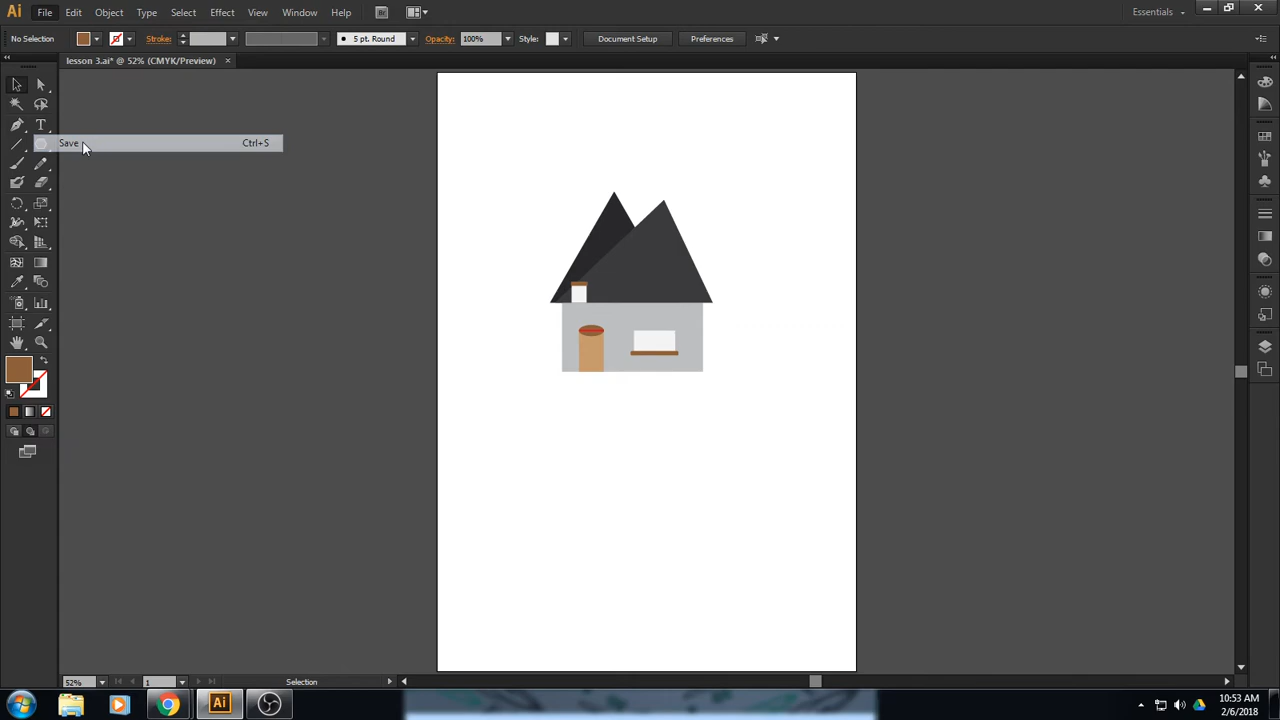 Ai File Edit Object Type Select Effect View Window Help Br Essentials
No Selection Stroke: 5 pt. Round Opacity: 100% Style: Document Setup Preferences
lesson 3.ai* @ 52% (CMYK/Preview) ×
T
Save Ctrl+S
52% 1 Selection
Ai 10:53 AM
2/6/2018